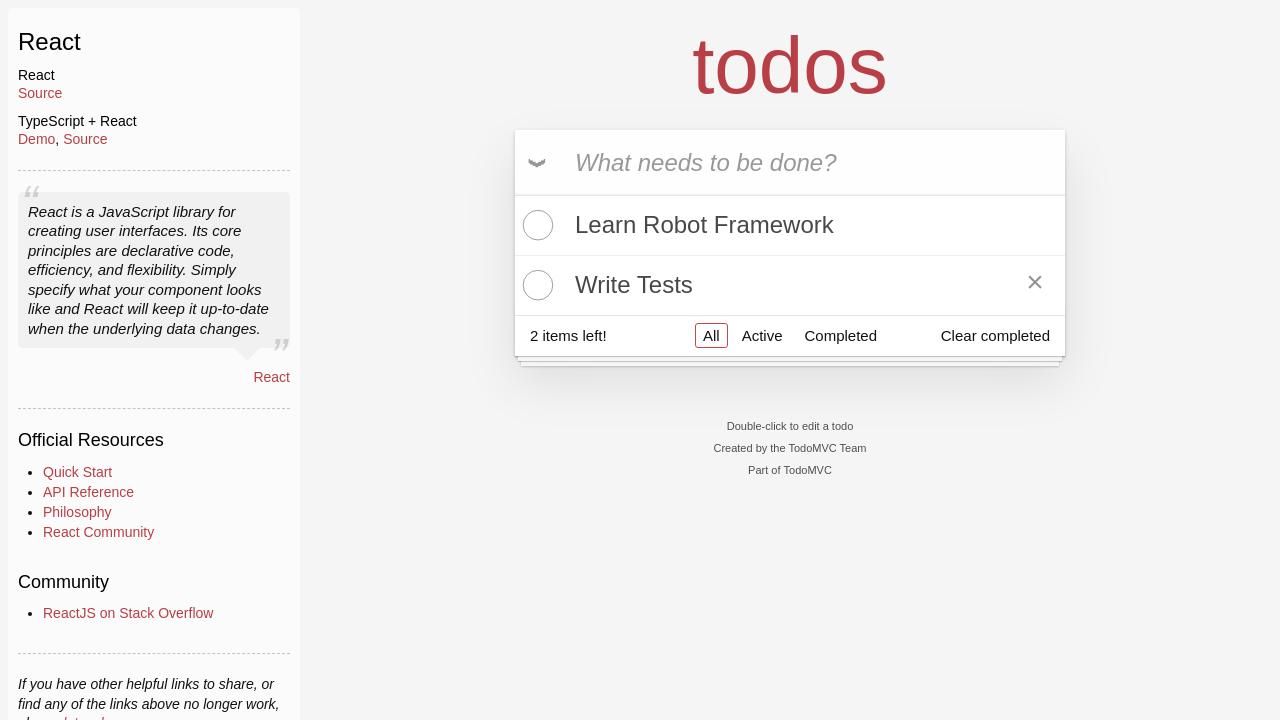 React
React
Source
TypeScript + React
Demo, Source
“
React is a JavaScript library for
creating user interfaces. Its core
principles are declarative code,
efficiency, and flexibility. Simply
specify what your component looks
like and React will keep it up-to-date
when the underlying data changes.
”
React
Official Resources
Quick Start
API Reference
Philosophy
React Community
Community
ReactJS on Stack Overflow
If you have other helpful links to share, or
find any of the links above no longer work,
todos
What needs to be done?
Learn Robot Framework
Write Tests ×
2 items left! All Active Completed Clear completed
Double-click to edit a todo
Created by the TodoMVC Team
Part of TodoMVC